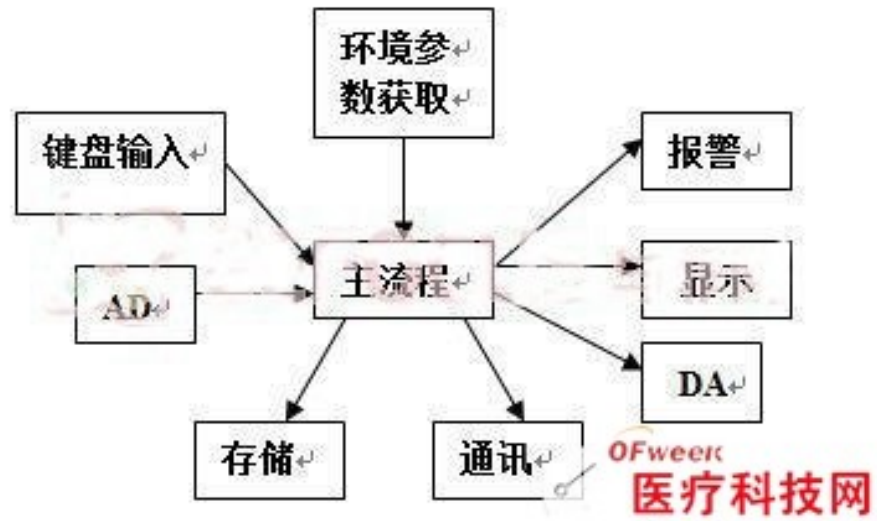 环境参
数获取
键盘输入
报警
主流程
显示
AD
DA
存储
通讯
OFweek
医疗科技网